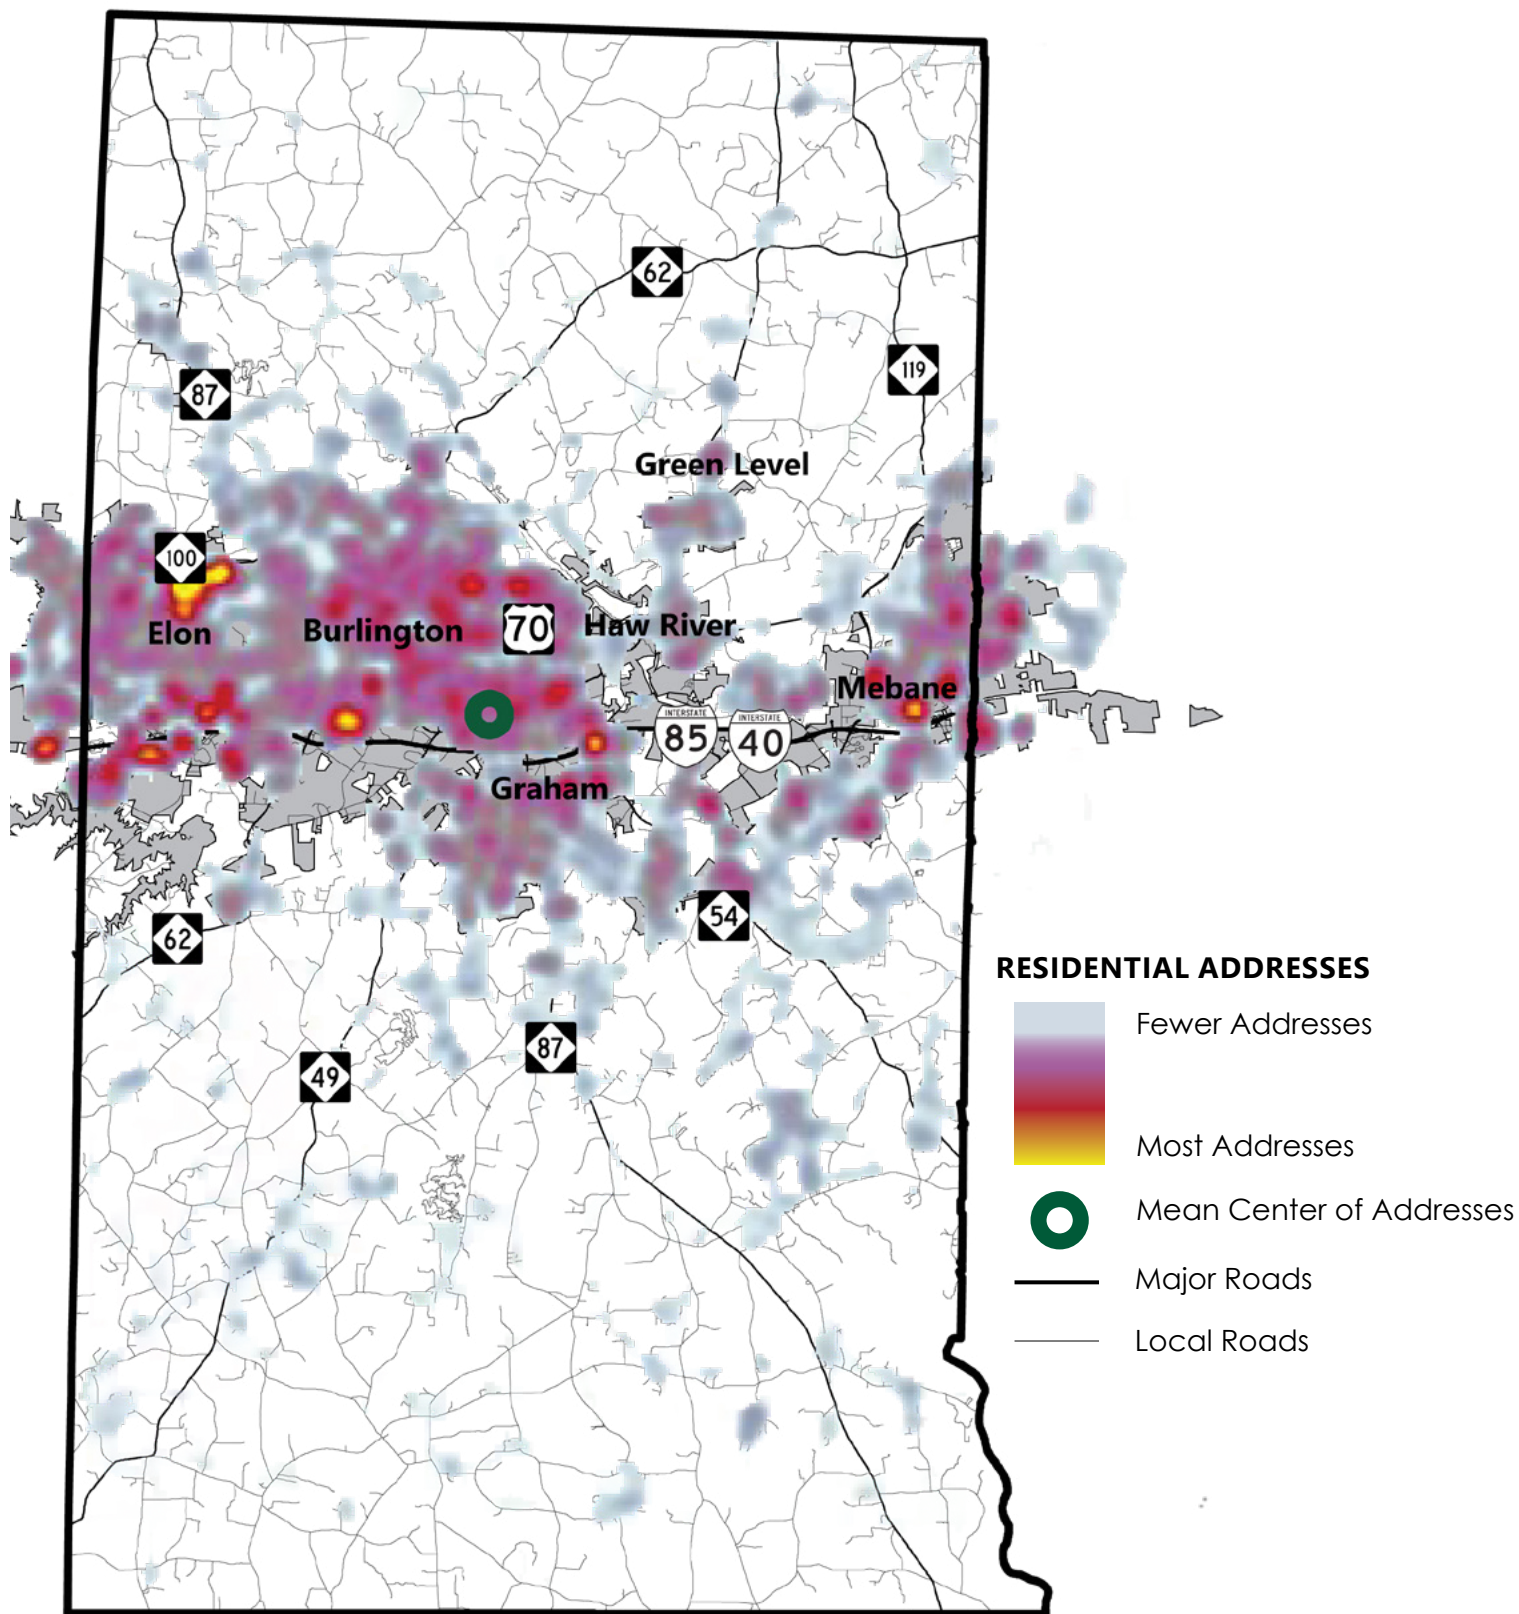 62
119
87
Green Level
100
Elon
Burlington
70
Haw River
Mebane
INTERSTATE
85
INTERSTATE
40
Graham
54
62
87
49
RESIDENTIAL ADDRESSES
Fewer Addresses
Most Addresses
Mean Center of Addresses
Major Roads
Local Roads